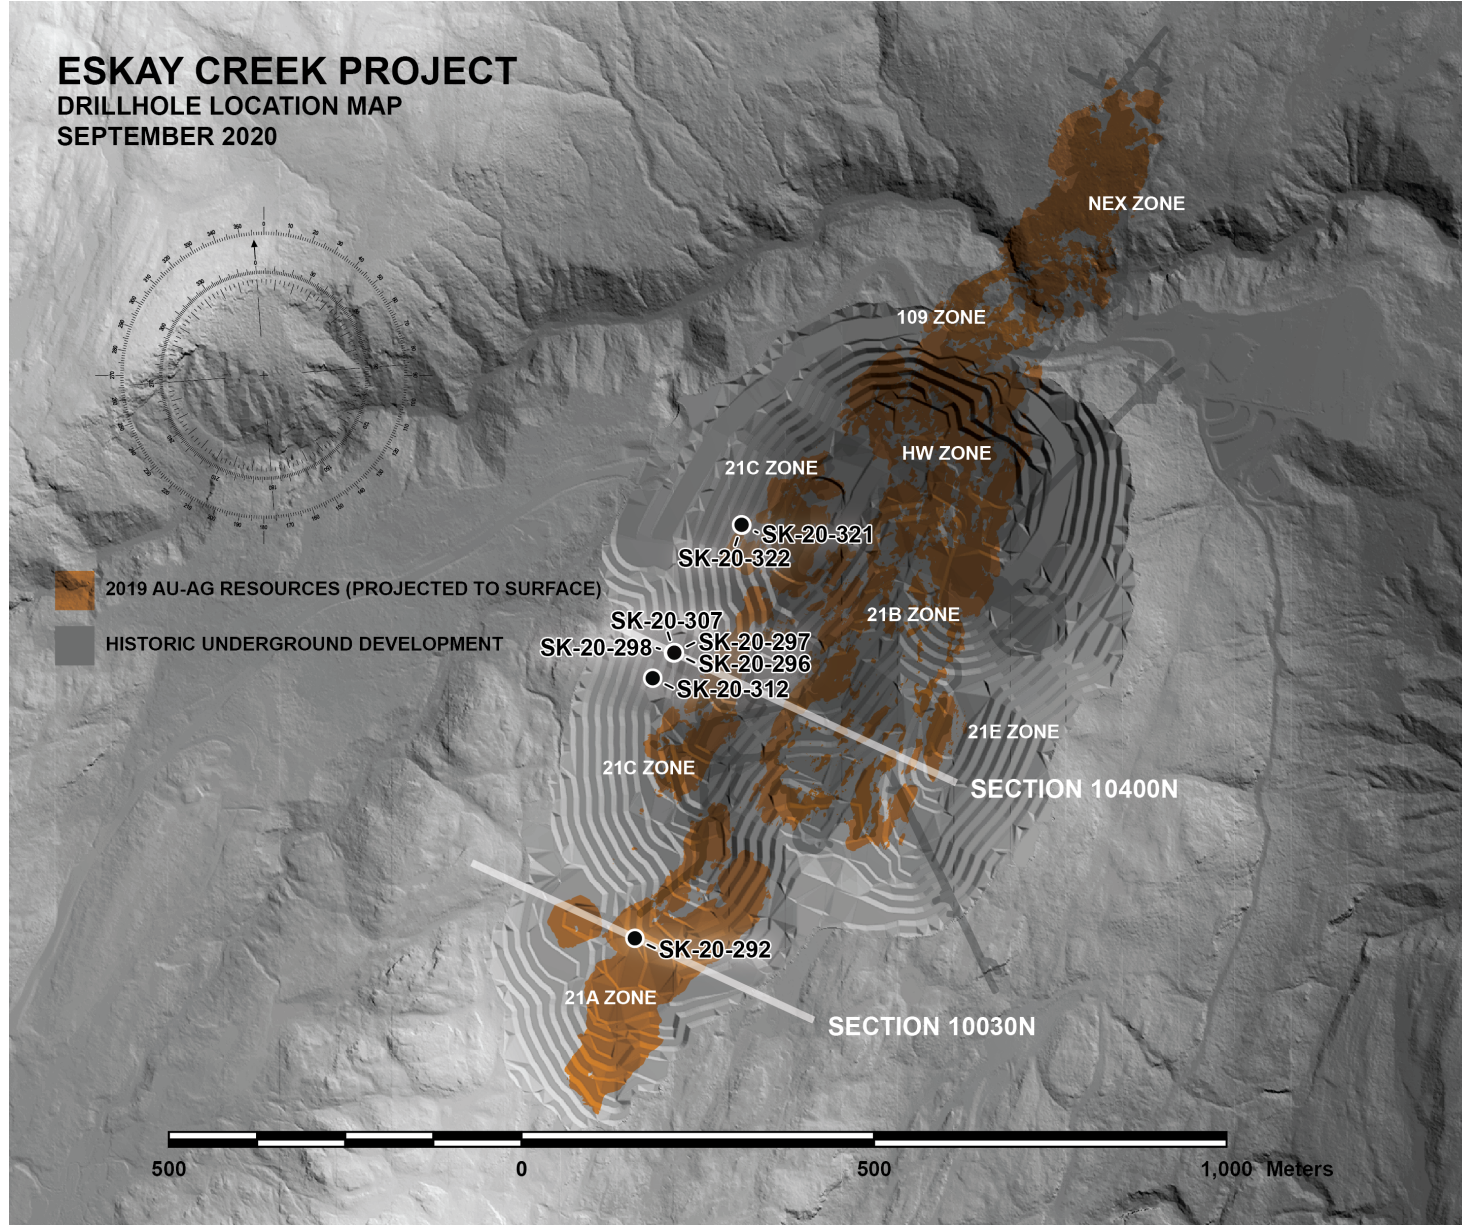 ESKAY CREEK PROJECT
DRILLHOLE LOCATION MAP
SEPTEMBER 2020
NEX ZONE
109 ZONE
HW ZONE
21C ZONE
SK-20-321
SK-20-322
2019 AU-AG RESOURCES (PROJECTED TO SURFACE)
21B ZONE
SK-20-307
HISTORIC UNDERGROUND DEVELOPMENT
SK-20-298
SK-20-297
SK-20-296
SK-20-312
21E ZONE
21C ZONE
SECTION 10400N
SK-20-292
21A ZONE
SECTION 10030N
500 0 500 1,000 Meters